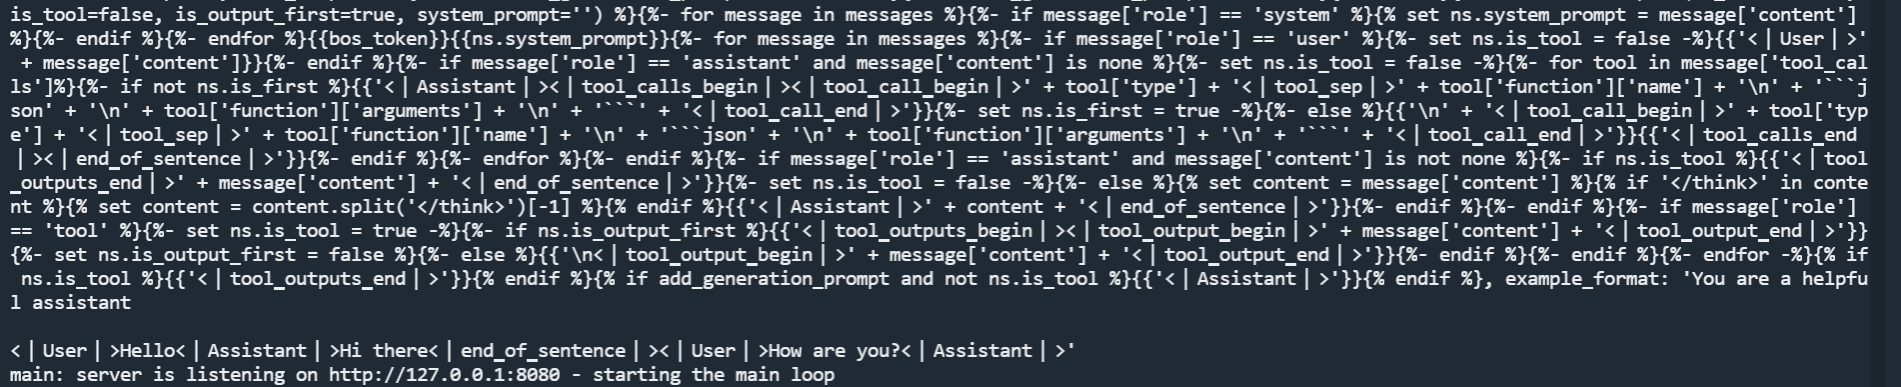 is_tool=false, is_output_first=true, system_prompt='') %}{%- for message in messages %}{%- if message['role'] == 'system' %}{% set ns.system_prompt = message['content']
%}{%- endif %}{%- endfor %}{{bos_token}}{{ns.system_prompt}}{%- for message in messages %}{%- if message['role'] == 'user' %}{%- set ns.is_tool = false -%}{{'<｜User｜>'
 + message['content']}}{%- endif %}{%- if message['role'] == 'assistant' and message['content'] is none %}{%- set ns.is_tool = false -%}{%- for tool in message['tool_cal
ls']%}{%- if not ns.is_first %}{{'<｜Assistant｜><｜tool_calls_begin｜><｜tool_call_begin｜>' + tool['type'] + '<｜tool_sep｜>' + tool['function']['name'] + '\n' + '```j
son' + '\n' + tool['function']['arguments'] + '\n' + '```' + '<｜tool_call_end｜>'}}{%- set ns.is_first = true -%}{%- else %}{{'\n' + '<｜tool_call_begin｜>' + tool['typ
e'] + '<｜tool_sep｜>' + tool['function']['name'] + '\n' + '```json' + '\n' + tool['function']['arguments'] + '\n' + '```' + '<｜tool_call_end｜>'}}{{'<｜tool_calls_end
｜><｜end_of_sentence｜>'}}{%- endif %}{%- endfor %}{%- endif %}{%- if message['role'] == 'assistant' and message['content'] is not none %}{%- if ns.is_tool %}{{'<｜tool
_outputs_end｜>' + message['content'] + '<｜end_of_sentence｜>'}}{%- set ns.is_tool = false -%}{%- else %}{% set content = message['content'] %}{% if '</think>' in conte
nt %}{% set content = content.split('</think>')[-1] %}{% endif %}{{'<｜Assistant｜>' + content + '<｜end_of_sentence｜>'}}{%- endif %}{%- endif %}{%- if message['role']
== 'tool' %}{%- set ns.is_tool = true -%}{%- if ns.is_output_first %}{{'<｜tool_outputs_begin｜><｜tool_output_begin｜>' + message['content'] + '<｜tool_output_end｜>'}}
{%- set ns.is_output_first = false %}{%- else %}{{'\n<｜tool_output_begin｜>' + message['content'] + '<｜tool_output_end｜>'}}{%- endif %}{%- endif %}{%- endfor -%}{% if
 ns.is_tool %}{{'<｜tool_outputs_end｜>'}}{% endif %}{% if add_generation_prompt and not ns.is_tool %}{{'<｜Assistant｜>'}}{% endif %}, example_format: 'You are a helpfu
l assistant

<｜User｜>Hello<｜Assistant｜>Hi there<｜end_of_sentence｜><｜User｜>How are you?<｜Assistant｜>'
main: server is listening on http://127.0.0.1:8080 - starting the main loop